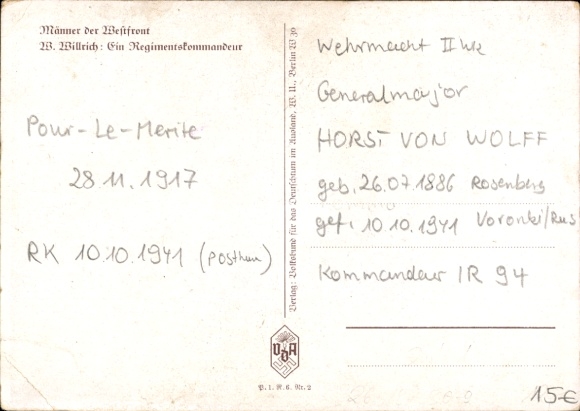 Männer der Westfront
W. Willrich: Ein Regimentskommandeur
Pour-Le-Merite
28.11.1917
RK 10.10.1941 (posthum)
Verlag: Volksbund für das Deutschtum im Ausland, W. U., Berlin W 30
Wehrmacht II WK
Generalmajor
HORST VON WOLFF
geb. 26.07.1886 Rosenberg
gef. 10.10.1941 Voronki/Rus
Kommandeur IR 94
VDA
P. 1. R. 6. Nr. 2
15€